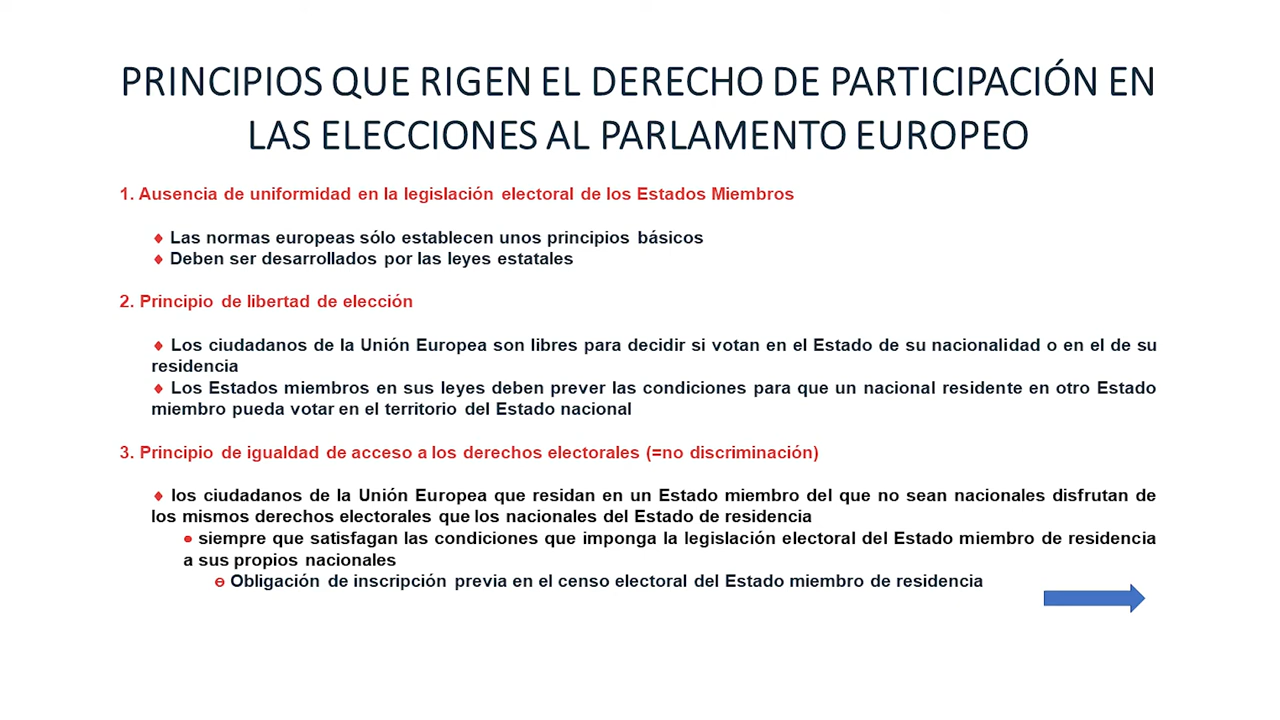 PRINCIPIOS QUE RIGEN EL DERECHO DE PARTICIPACIÓN EN
LAS ELECCIONES AL PARLAMENTO EUROPEO
1. Ausencia de uniformidad en la legislación electoral de los Estados Miembros
♦ Las normas europeas sólo establecen unos principios básicos
♦ Deben ser desarrollados por las leyes estatales
2. Principio de libertad de elección
♦ Los ciudadanos de la Unión Europea son libres para decidir si votan en el Estado de su nacionalidad o en el de su
residencia
♦ Los Estados miembros en sus leyes deben prever las condiciones para que un nacional residente en otro Estado
miembro pueda votar en el territorio del Estado nacional
3. Principio de igualdad de acceso a los derechos electorales (=no discriminación)
♦ los ciudadanos de la Unión Europea que residan en un Estado miembro del que no sean nacionales disfrutan de
los mismos derechos electorales que los nacionales del Estado de residencia
● siempre que satisfagan las condiciones que imponga la legislación electoral del Estado miembro de residencia
a sus propios nacionales
⊖ Obligación de inscripción previa en el censo electoral del Estado miembro de residencia